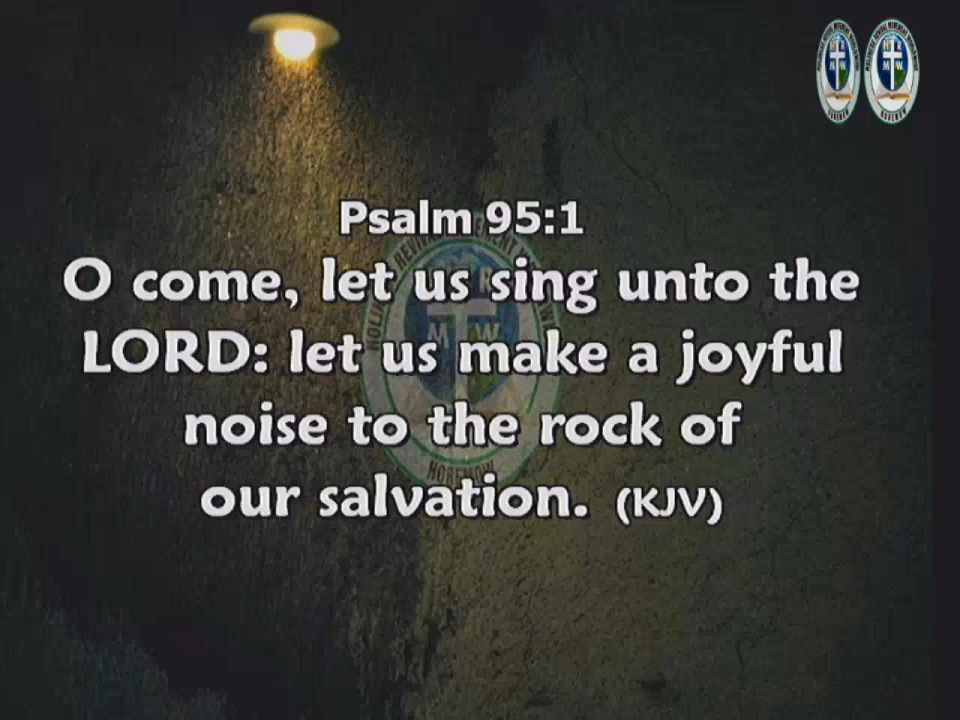 Psalm 95:1
O come, let us sing unto the
LORD: let us make a joyful
noise to the rock of
our salvation. (KJV)
HOREMOW